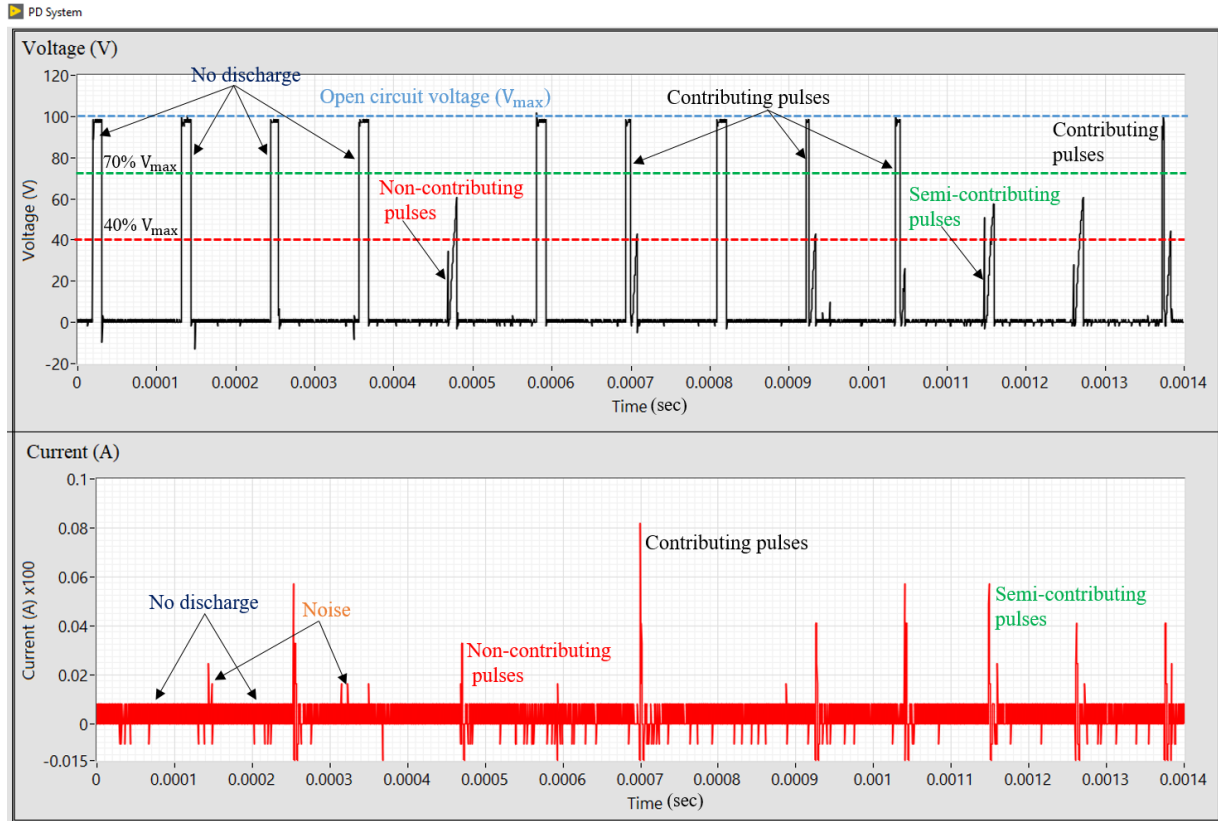 PD System
Voltage (V)
No discharge
Open circuit voltage (Vmax)
Contributing pulses
Contributing
pulses
70% Vmax
Non-contributing
pulses
Semi-contributing
pulses
40% Vmax
Voltage (V)
120
100
80
60
40
20
0
-20
0
0.0001
0.0002
0.0003
0.0004
0.0005
0.0006
0.0007
0.0008
0.0009
0.001
0.0011
0.0012
0.0013
0.0014
Time (sec)
Current (A)
Contributing pulses
No discharge
Noise
Non-contributing
pulses
Semi-contributing
pulses
Current (A) x100
0.1
0.08
0.06
0.04
0.02
0
-0.015
0
0.0001
0.0002
0.0003
0.0004
0.0005
0.0006
0.0007
0.0008
0.0009
0.001
0.0011
0.0012
0.0013
0.0014
Time (sec)